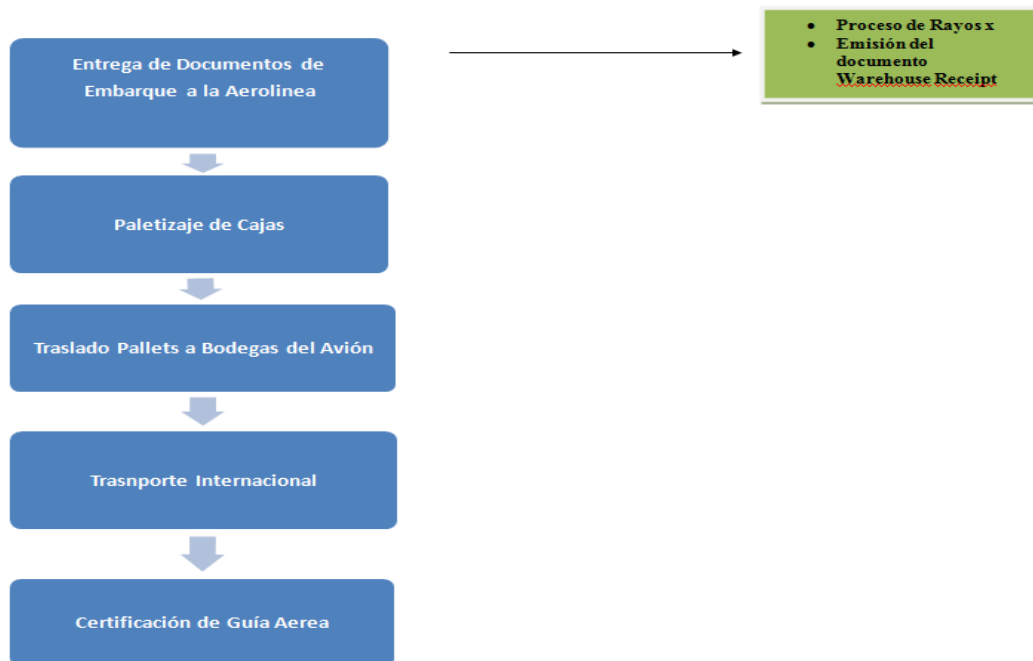 Entrega de Documentos de
Embarque a la Aerolinea
• Proceso de Rayos x
• Emisión del
documento
Warehouse Receipt
Paletizaje de Cajas
Traslado Pallets a Bodegas del Avión
Trasnporte Internacional
Certificación de Guía Aerea